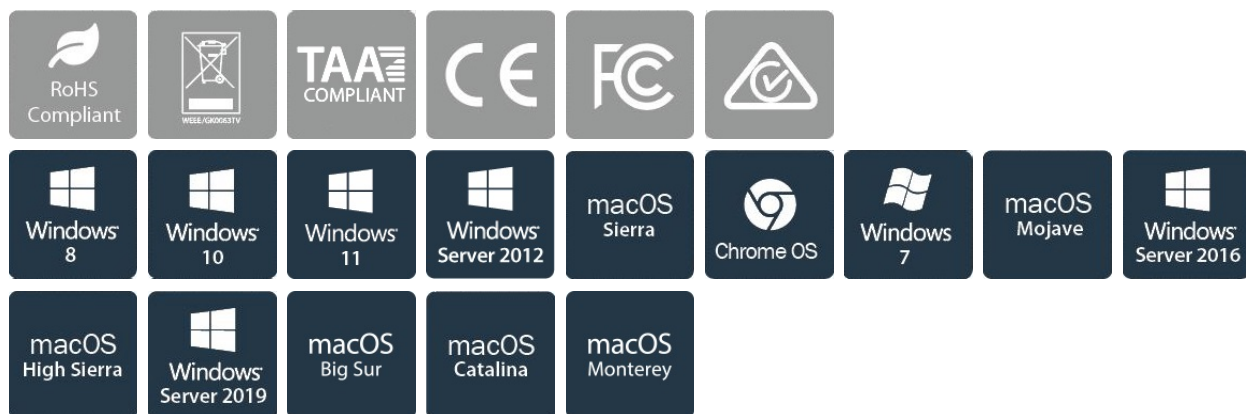 RoHS
Compliant
WEEE/GK0063TV
TAA
COMPLIANT
CE
FC
Windows
8
Windows
10
Windows
11
Windows
Server 2012
macOS
Sierra
Chrome OS
Windows
7
macOS
Mojave
Windows
Server 2016
macOS
High Sierra
Windows
Server 2019
macOS
Big Sur
macOS
Catalina
macOS
Monterey